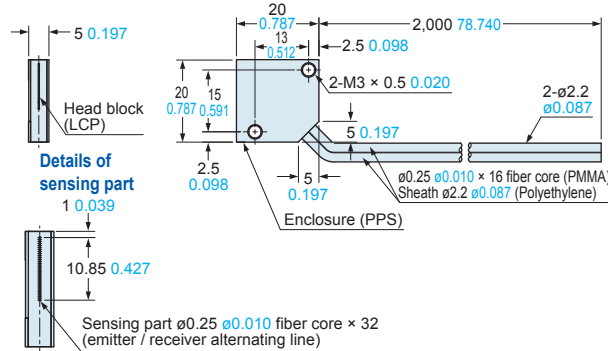 20
0.787
2,000 78.740
13
0.512
2.5 0.098
5 0.197
2-M3 × 0.5 0.020
20
0.787
15
0.591
2-ø2.2
ø0.087
Head block
(LCP)
5 0.197
Details of
sensing part
2.5
0.098
5
0.197
ø0.25 ø0.010 × 16 fiber core (PMMA)
Sheath ø2.2 ø0.087 (Polyethylene)
1 0.039
Enclosure (PPS)
10.85 0.427
Sensing part ø0.25 ø0.010 fiber core × 32
(emitter / receiver alternating line)